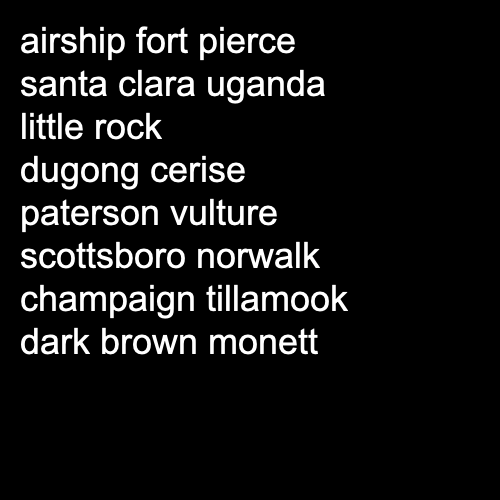 airship fort pierce
santa clara uganda
little rock
dugong cerise
paterson vulture
scottsboro norwalk
champaign tillamook
dark brown monett